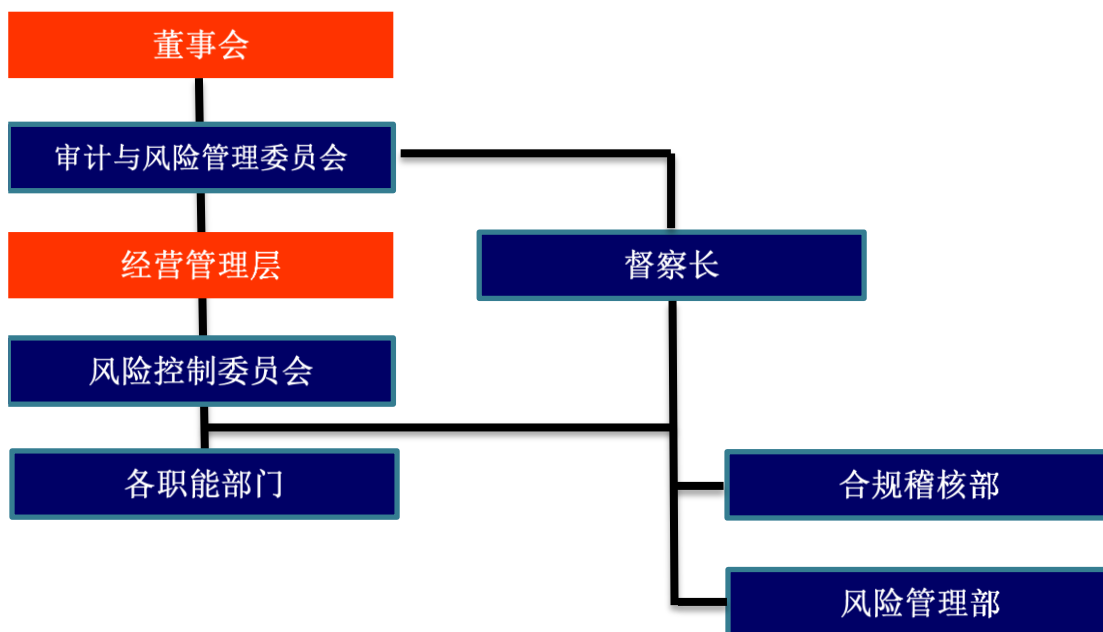 董事会
审计与风险管理委员会
经营管理层
督察长
风险控制委员会
各职能部门
合规稽核部
风险管理部